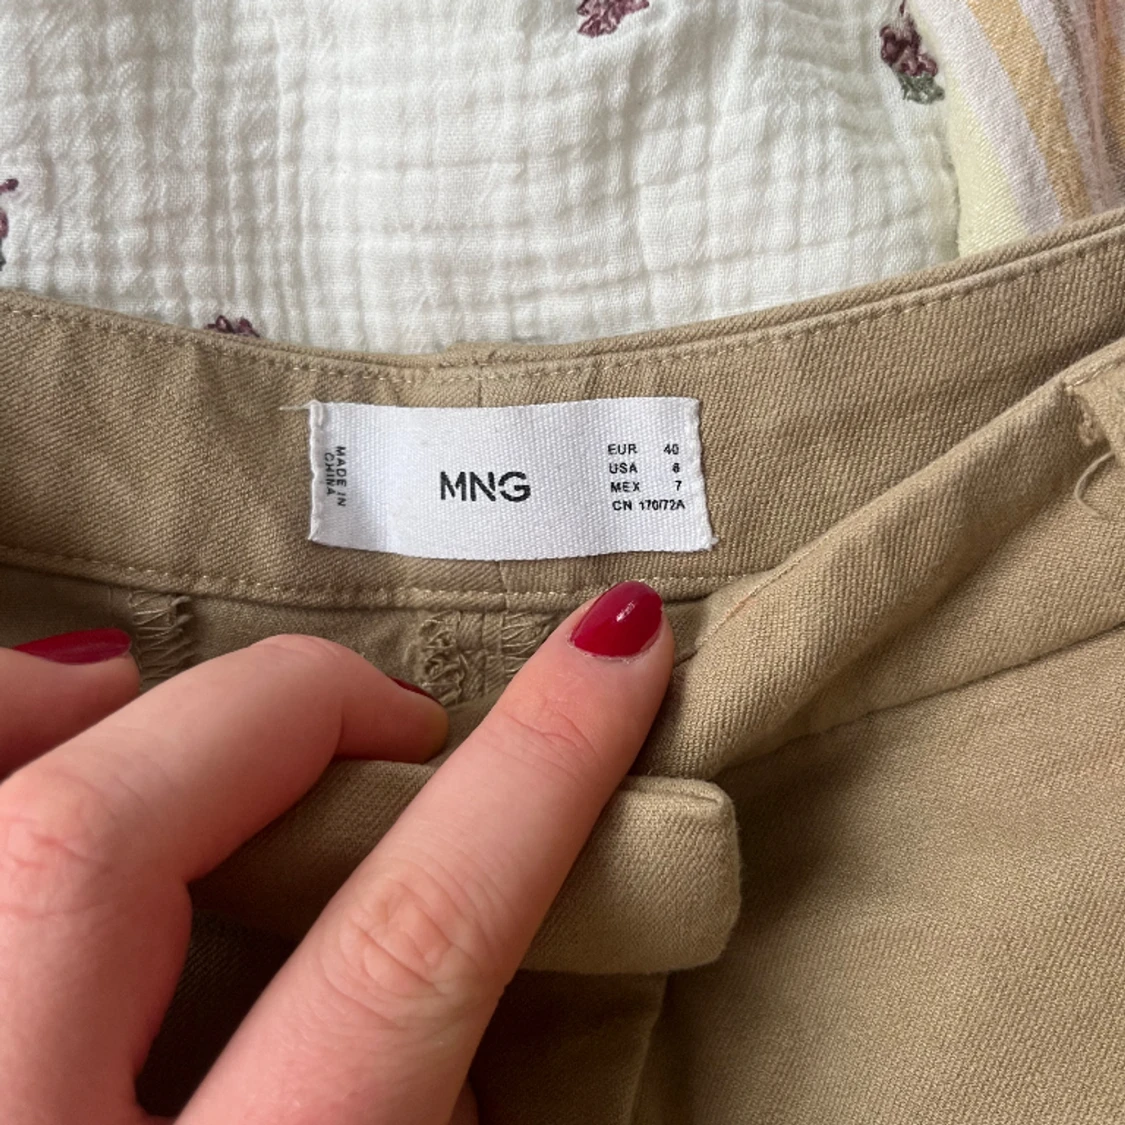 MADE IN
CHINA
MNG
EUR 40
USA 8
MEX 7
CN 170/72A